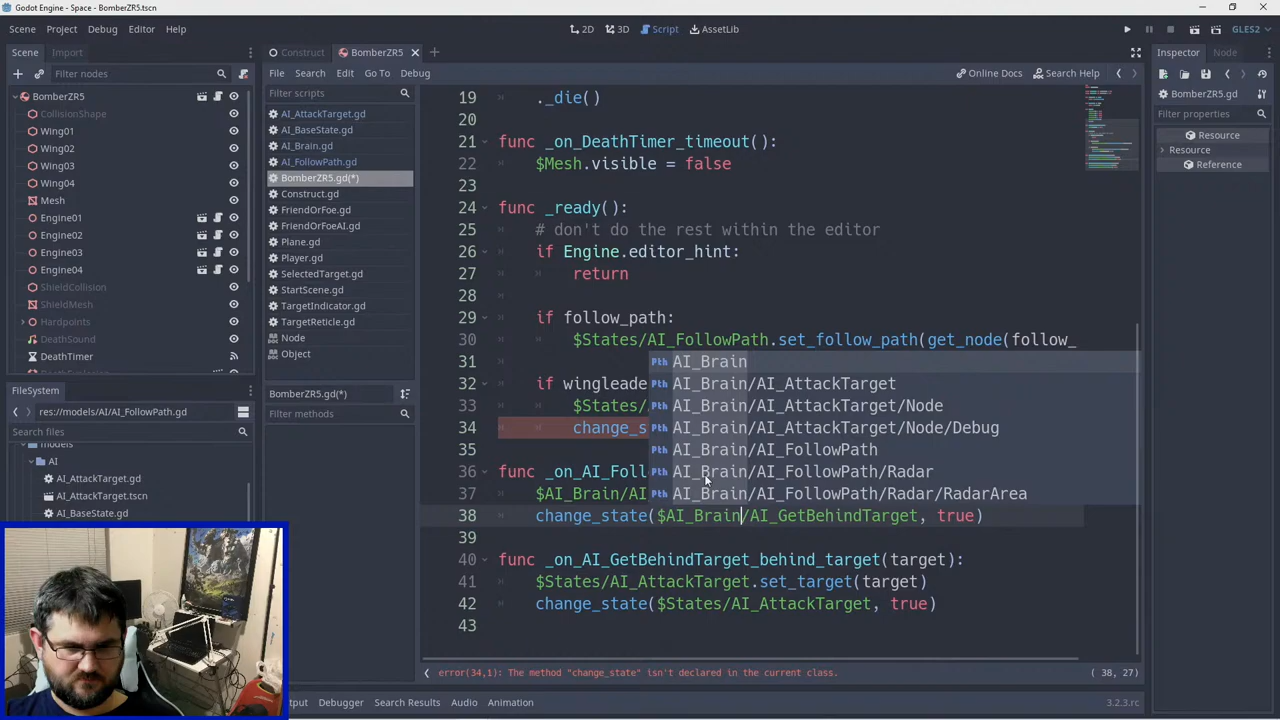 Godot Engine - Space - BomberZR5.tscn
Scene Project Debug Editor Help
2D 3D Script AssetLib
GLES2
Scene Import
Filter nodes
BomberZR5
CollisionShape
Wing01
Wing02
Wing03
Wing04
Mesh
Engine01
Engine02
Engine03
Engine04
ShieldCollision
ShieldMesh
Hardpoints
DeathSound
DeathTimer
FileSystem
res://models/AI/AI_FollowPath.gd
Search files
models
AI
AI_AttackTarget.gd
AI_AttackTarget.tscn
AI_BaseState.gd
Construct BomberZR5
File Search Edit Go To Debug
Online Docs Search Help
Filter scripts
AI_AttackTarget.gd
AI_BaseState.gd
AI_Brain.gd
AI_FollowPath.gd
BomberZR5.gd(*)
Construct.gd
FriendOrFoe.gd
FriendOrFoeAI.gd
Plane.gd
Player.gd
SelectedTarget.gd
StartScene.gd
TargetIndicator.gd
TargetReticle.gd
Node
Object
BomberZR5.gd(*)
Filter methods
19 ._die()
20
21 func _on_DeathTimer_timeout():
22 $Mesh.visible = false
23
24 func _ready():
25 # don't do the rest within the editor
26 if Engine.editor_hint:
27 return
28
29 if follow_path:
30 $States/AI_FollowPath.set_follow_path(get_node(follow_
31
32 if wingleade
33 $States/
34 change_s
35
36 func _on_AI_Foll
37 $AI_Brain/AI
38 change_state($AI_Brain/AI_GetBehindTarget, true)
39
40 func _on_AI_GetBehindTarget_behind_target(target):
41 $States/AI_AttackTarget.set_target(target)
42 change_state($States/AI_AttackTarget, true)
43
Pth AI_Brain
Pth AI_Brain/AI_AttackTarget
Pth AI_Brain/AI_AttackTarget/Node
Pth AI_Brain/AI_AttackTarget/Node/Debug
Pth AI_Brain/AI_FollowPath
Pth AI_Brain/AI_FollowPath/Radar
Pth AI_Brain/AI_FollowPath/Radar/RadarArea
error(34,1): The method "change_state" isn't declared in the current class.
( 38, 27)
tput Debugger Search Results Audio Animation
3.2.3.rc
Inspector Node
BomberZR5.gd
Filter properties
Resource
Resource
Reference